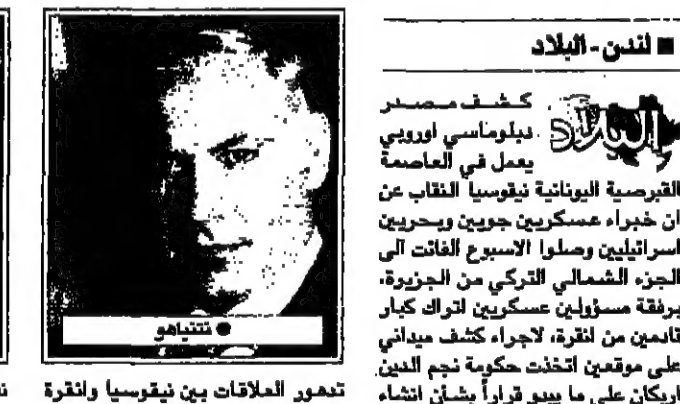 ■ لندن - البلاد
البلاد
كشف مصدر
دبلوماسي اوروبي
يعمل في العاصمة
القبرصية اليونانية نيقوسيا النقاب عن
ان خبراء عسكريين جويين وبحريين
اسرائيليين وصلوا الاسبوع الفائت الى
الجزء الشمالي التركي من الجزيرة،
برفقة مسؤولين عسكريين اتراك كبار
قادمين من انقرة، لاجراء كشف ميداني
على موقعين اتخذت حكومة نجم الدين
اربكان على ما يبدو قراراً بشأن انشاء
● نتنياهو
تدهور العلاقات بين نيقوسيا وانقرة